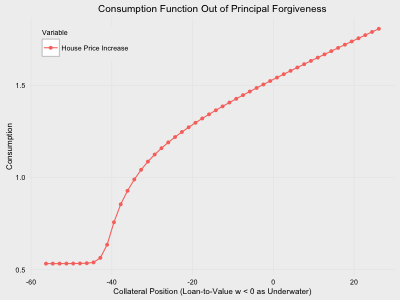 Consumption Function Out of Principal Forgiveness
Variable
House Price Increase
Consumption
1.5
1.0
0.5
-60
-40
-20
0
20
Collateral Position (Loan-to-Value w < 0 as Underwater)